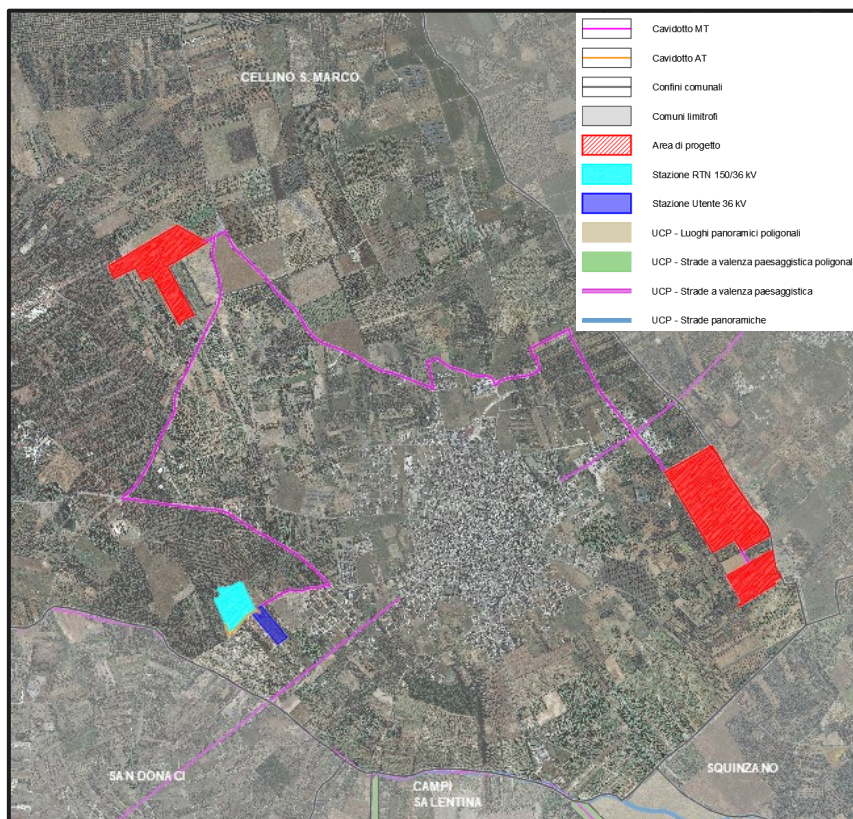 CELLINO S. MARCO
Cavidotto MT
Cavidotto AT
Confini comunali
Comuni limitrofi
Area di progetto
Stazione RTN 150/36 kV
Stazione Utente 36 kV
UCP - Luoghi panoramici poligonali
UCP - Strade a valenza paesaggistica poligonal
UCP - Strade a valenza paesaggistica
UCP - Strade panoramiche
SAN DONACI
CAMPI
SALENTINA
SQUINZANO